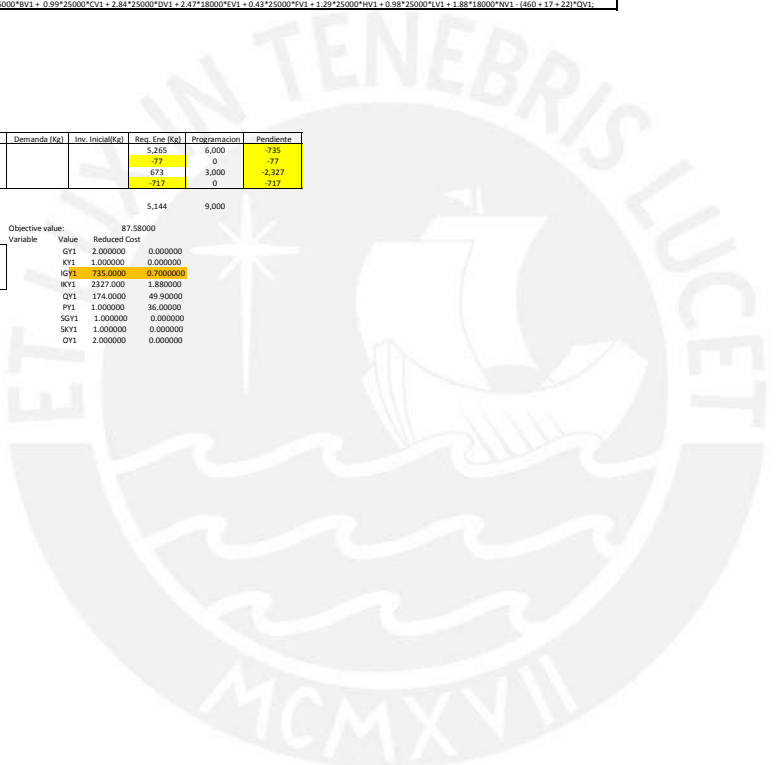 5000*BV1 + 0.99*25000*CV1 + 2.84*25000*DV1 + 2.47*18000*EV1 + 0.43*25000*FV1 + 1.29*25000*HV1 + 0.98*25000*LV1 + 1.88*18000*NV1 - (460 + 17 + 22)*QV1;
Demanda (Kg) Inv. Inicial(Kg) Req. Ene (Kg) Programacion Pendiente
5,265 6,000 -735
-77 0 -77
673 3,000 -2,327
-717 0 -717
5,144 9,000
Objective value: 87.58000
Variable Value Reduced Cost
GY1 2.000000 0.000000
KY1 1.000000 0.000000
IGY1 735.0000 0.7000000
IKY1 2327.000 1.880000
QY1 174.0000 49.90000
PY1 1.000000 36.00000
SGY1 1.000000 0.000000
SKY1 1.000000 0.000000
OY1 2.000000 0.000000
ET LUX IN TENEBRIS LUCET
MCMXVII